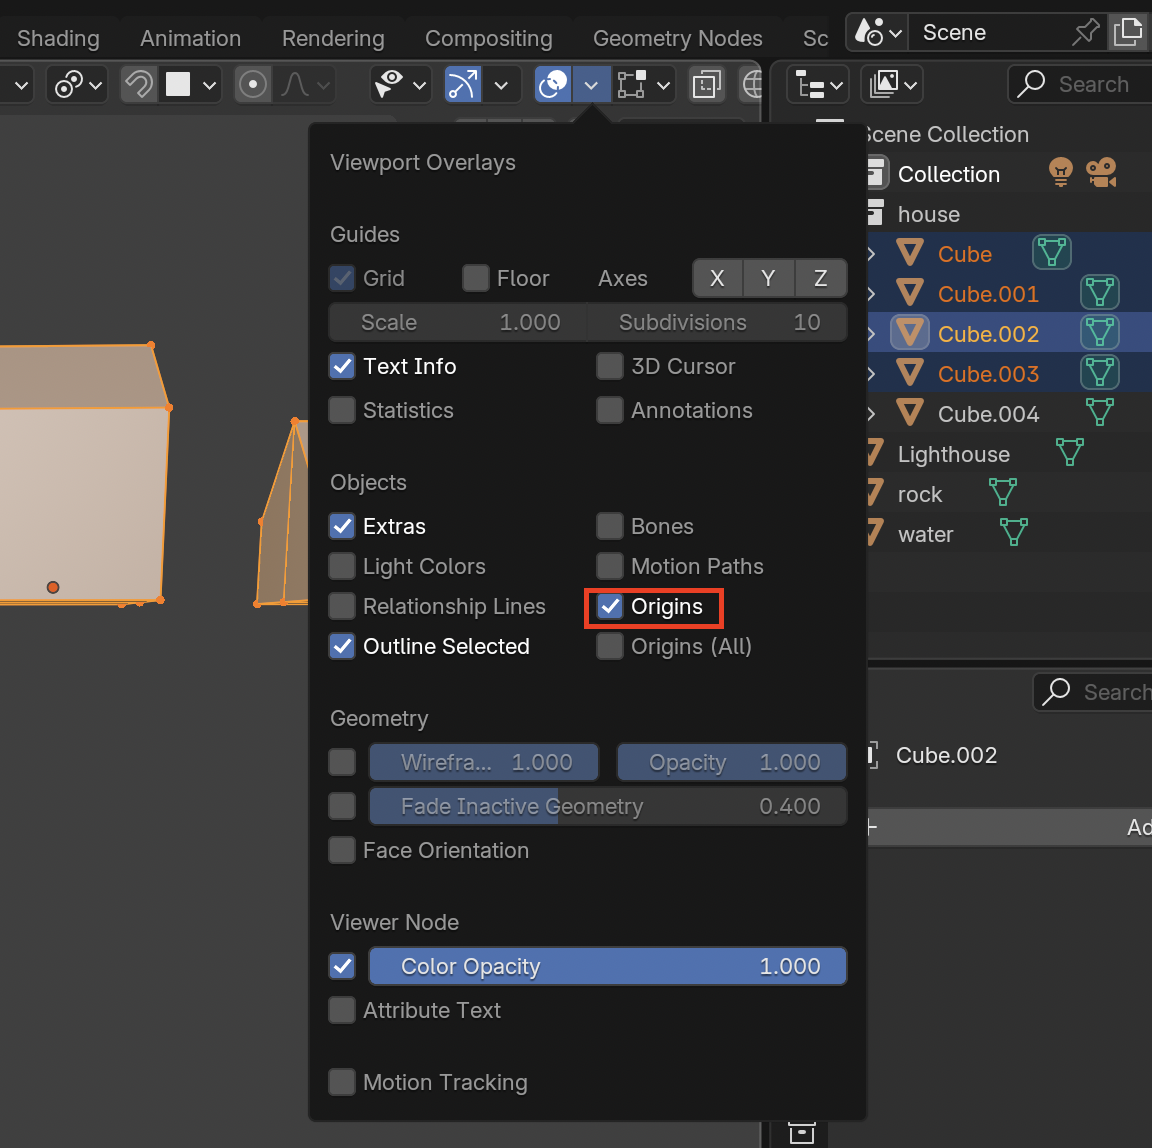 Shading Animation Rendering Compositing Geometry Nodes Sc Scene
Search
Scene Collection
Collection
house
Cube
Cube.001
Cube.002
Cube.003
Cube.004
Lighthouse
rock
water
Search
Cube.002
Ad
Viewport Overlays
Guides
Grid Floor Axes X Y Z
Scale 1.000 Subdivisions 10
Text Info 3D Cursor
Statistics Annotations
Objects
Extras Bones
Light Colors Motion Paths
Relationship Lines Origins
Outline Selected Origins (All)
Geometry
Wirefra... 1.000 Opacity 1.000
Fade Inactive Geometry 0.400
Face Orientation
Viewer Node
Color Opacity 1.000
Attribute Text
Motion Tracking